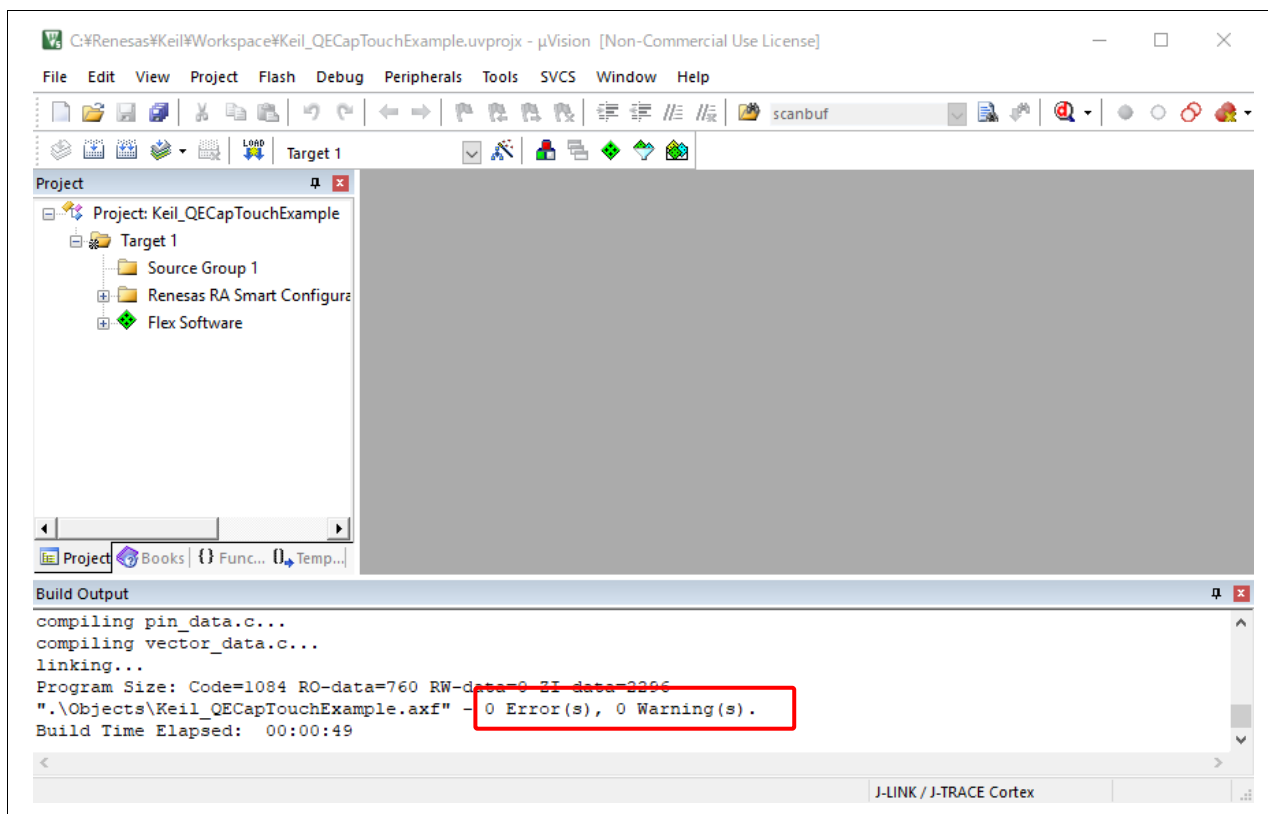 C:¥Renesas¥Keil¥Workspace¥Keil_QECapTouchExample.uvprojx - µVision [Non-Commercial Use License]
File Edit View Project Flash Debug Peripherals Tools SVCS Window Help
scanbuf
LOAD Target 1
Project
Project: Keil_QECapTouchExample
Target 1
Source Group 1
Renesas RA Smart Configura
Flex Software
Project Books {} Func... Temp...
Build Output
compiling pin_data.c...
compiling vector_data.c...
linking...
Program Size: Code=1084 RO-data=760 RW-data=0 ZI-data=2296
".\Objects\Keil_QECapTouchExample.axf" - 0 Error(s), 0 Warning(s).
Build Time Elapsed: 00:00:49
J-LINK / J-TRACE Cortex